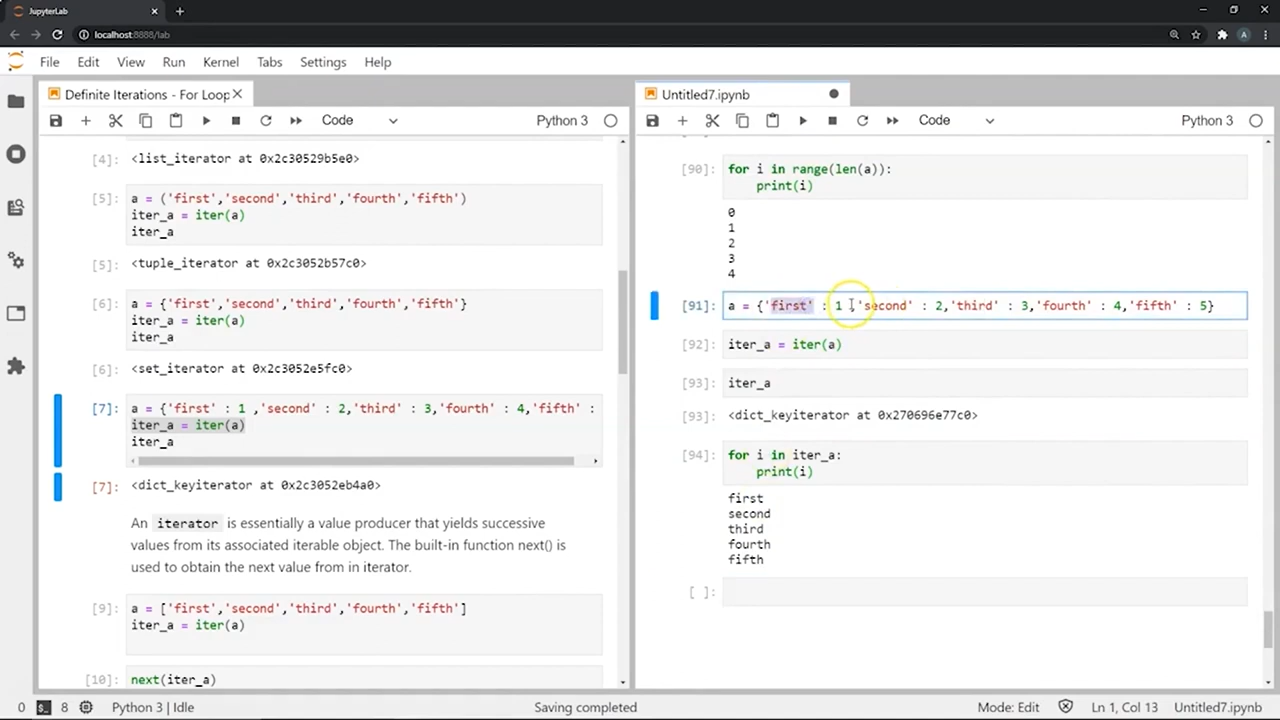 JupyterLab
localhost:8888/lab
A
File Edit View Run Kernel Tabs Settings Help
Definite Iterations - For Loop
Code
Python 3
[4]: <list_iterator at 0x2c30529b5e0>
[5]: a = ('first','second','third','fourth','fifth')
iter_a = iter(a)
iter_a
[5]: <tuple_iterator at 0x2c3052b57c0>
[6]: a = {'first','second','third','fourth','fifth'}
iter_a = iter(a)
iter_a
[6]: <set_iterator at 0x2c3052e5fc0>
[7]: a = {'first' : 1 ,'second' : 2,'third' : 3,'fourth' : 4,'fifth' :
iter_a = iter(a)
iter_a
[7]: <dict_keyiterator at 0x2c3052eb4a0>
An iterator is essentially a value producer that yields successive
values from its associated iterable object. The built-in function next() is
used to obtain the next value from in iterator.
[9]: a = ['first','second','third','fourth','fifth']
iter_a = iter(a)
[10]: next(iter_a)
Untitled7.ipynb
Code
Python 3
[90]: for i in range(len(a)):
print(i)
0
1
2
3
4
[91]: a = {'first' : 1 ,'second' : 2,'third' : 3,'fourth' : 4,'fifth' : 5}
[92]: iter_a = iter(a)
[93]: iter_a
[93]: <dict_keyiterator at 0x270696e77c0>
[94]: for i in iter_a:
print(i)
first
second
third
fourth
fifth
[ ]:
0 8 Python 3 | Idle Saving completed Mode: Edit Ln 1, Col 13 Untitled7.ipynb